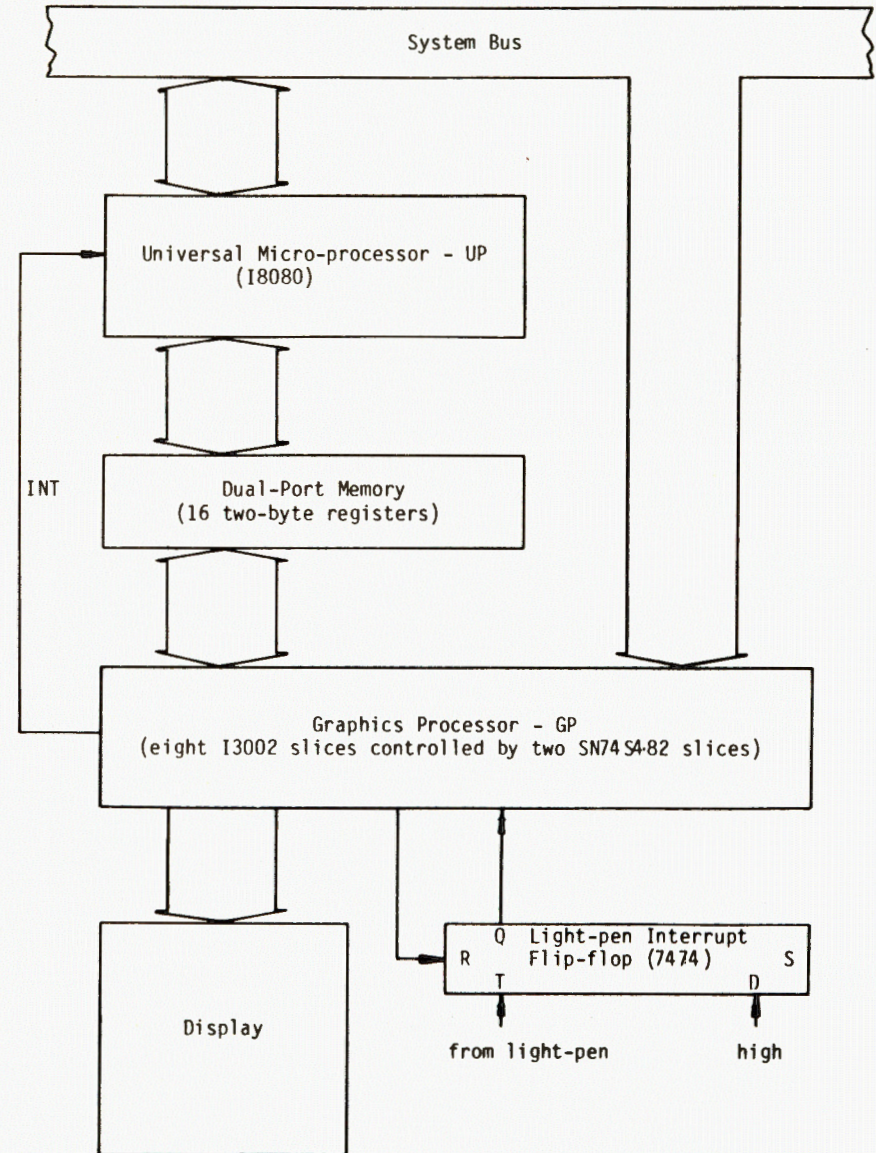 System Bus
Universal Micro-processor - UP
(I8080)
INT
Dual-Port Memory
(16 two-byte registers)
Graphics Processor - GP
(eight I3002 slices controlled by two SN74S482 slices)
Q Light-pen Interrupt
R Flip-flop (7474) S
T D
from light-pen high
Display